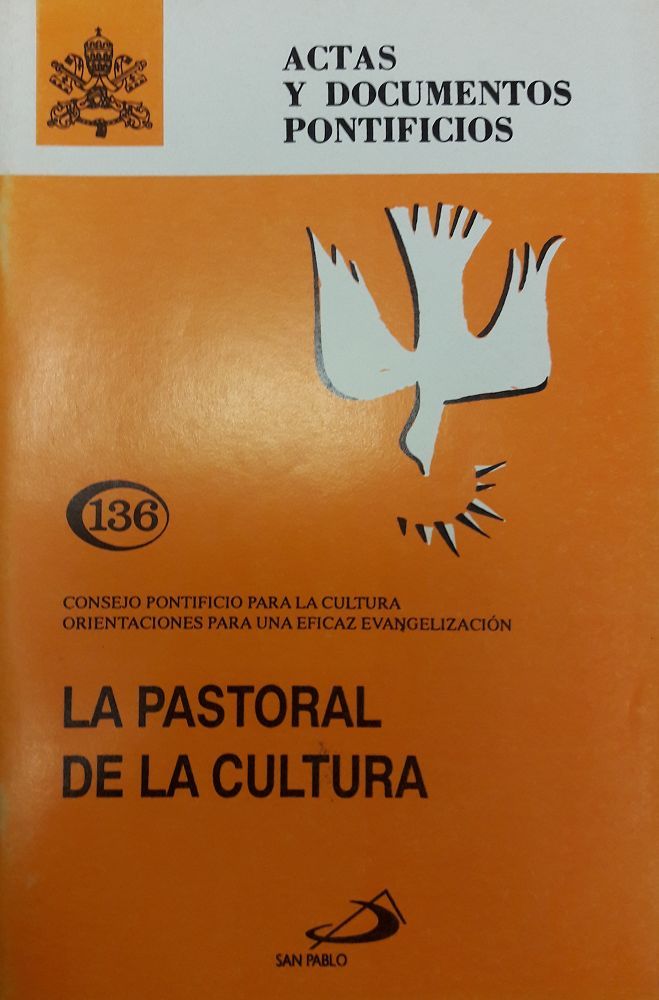 ACTAS
Y DOCUMENTOS
PONTIFICIOS
136
CONSEJO PONTIFICIO PARA LA CULTURA
ORIENTACIONES PARA UNA EFICAZ EVANGELIZACIÓN
LA PASTORAL
DE LA CULTURA
SAN PABLO